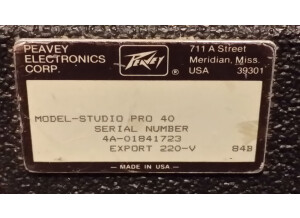 PEAVEY
ELECTRONICS
CORP.
PEAVEY
®
711 A Street
Meridian, Miss.
USA 39301
MODEL-STUDIO PRO 40
SERIAL NUMBER
4A-01841723
EXPORT 220-V 84B
MADE IN USA